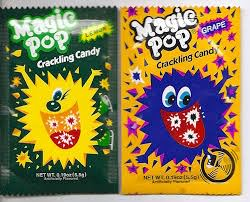 Magic
POP
Crackling Candy
NET WT. 0.19oz (5.5g)
Artificially Flavored
Magic
POP
GRAPE
Crackling Candy
NET WT. 0.19oz (5.5g)
Artificially Flavored